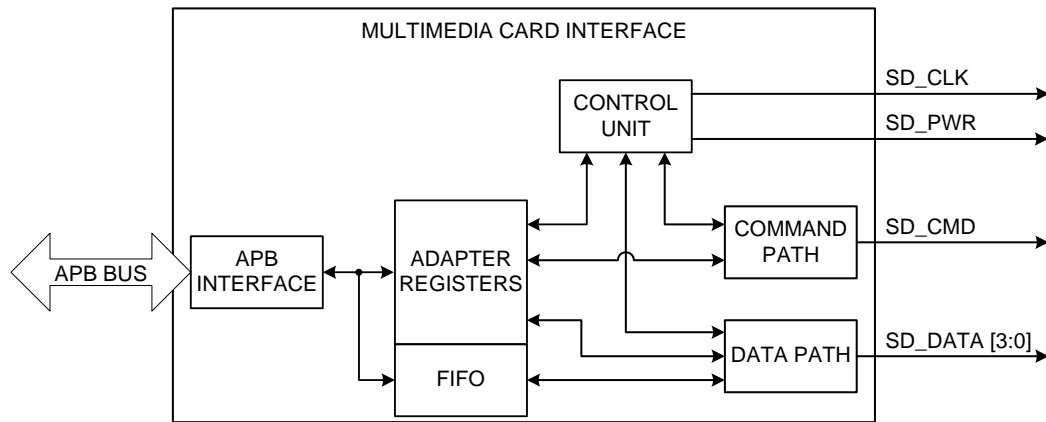 MULTIMEDIA CARD INTERFACE
SD_CLK
CONTROL
UNIT
SD_PWR
COMMAND
PATH
SD_CMD
APB BUS
APB
INTERFACE
ADAPTER
REGISTERS
FIFO
DATA PATH
SD_DATA [3:0]